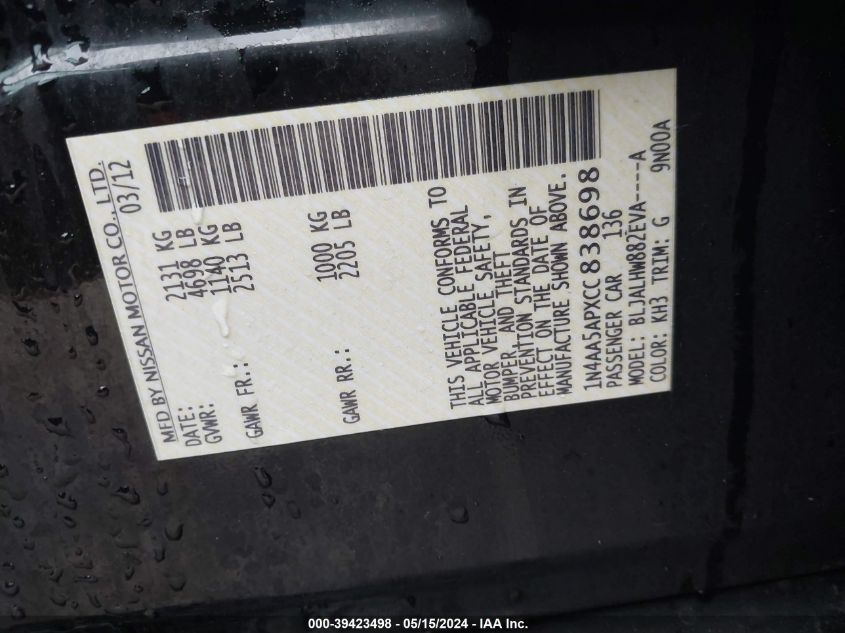 MFD BY NISSAN MOTOR CO., LTD.
DATE: 03/12
GVWR: 2131 KG
4698 LB
GAWR FR.: 1140 KG
2513 LB
GAWR RR.: 1000 KG
2205 LB
THIS VEHICLE CONFORMS TO
ALL APPLICABLE FEDERAL
MOTOR VEHICLE SAFETY,
BUMPER, AND THEFT
PREVENTION STANDARDS IN
EFFECT ON THE DATE OF
MANUFACTURE SHOWN ABOVE.
1N4AA5APXCC838698
PASSENGER CAR 136
MODEL: BLJALHW882EVA----A
COLOR: KH3 TRIM: G 9N00A
000-39423498 - 05/15/2024 - IAA Inc.